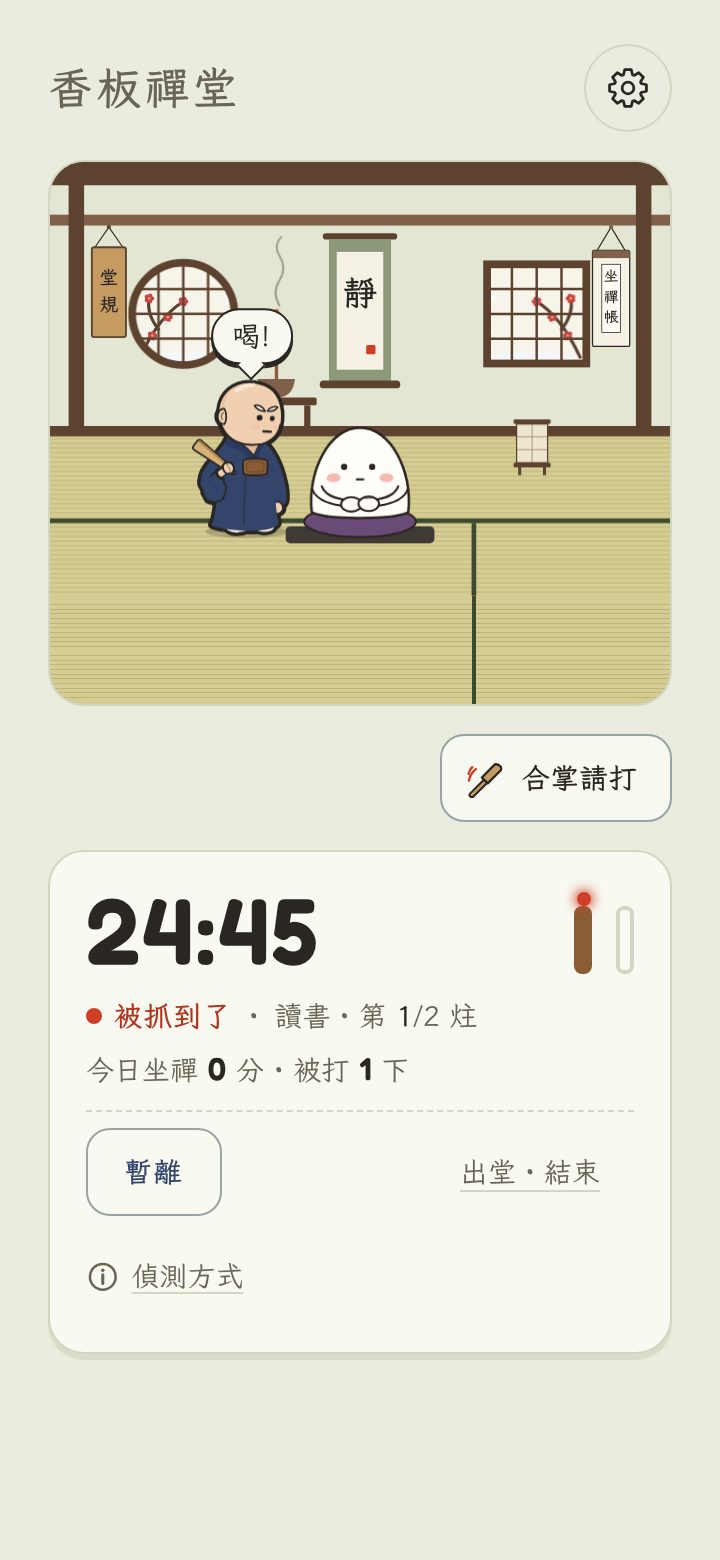 香板禪堂
堂規
靜
坐禪帳
喝!
合掌請打
24:45
被抓到了 · 讀書 · 第 1/2 炷
今日坐禪 0 分 · 被打 1 下
暫離
出堂 · 結束
偵測方式